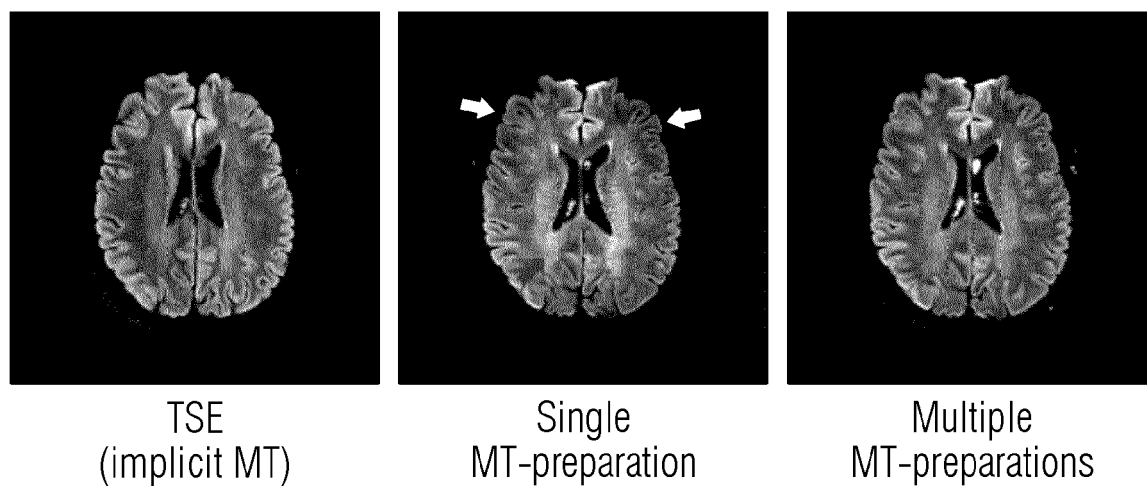 TSE
(implicit MT)
Single
MT-preparation
Multiple
MT-preparations